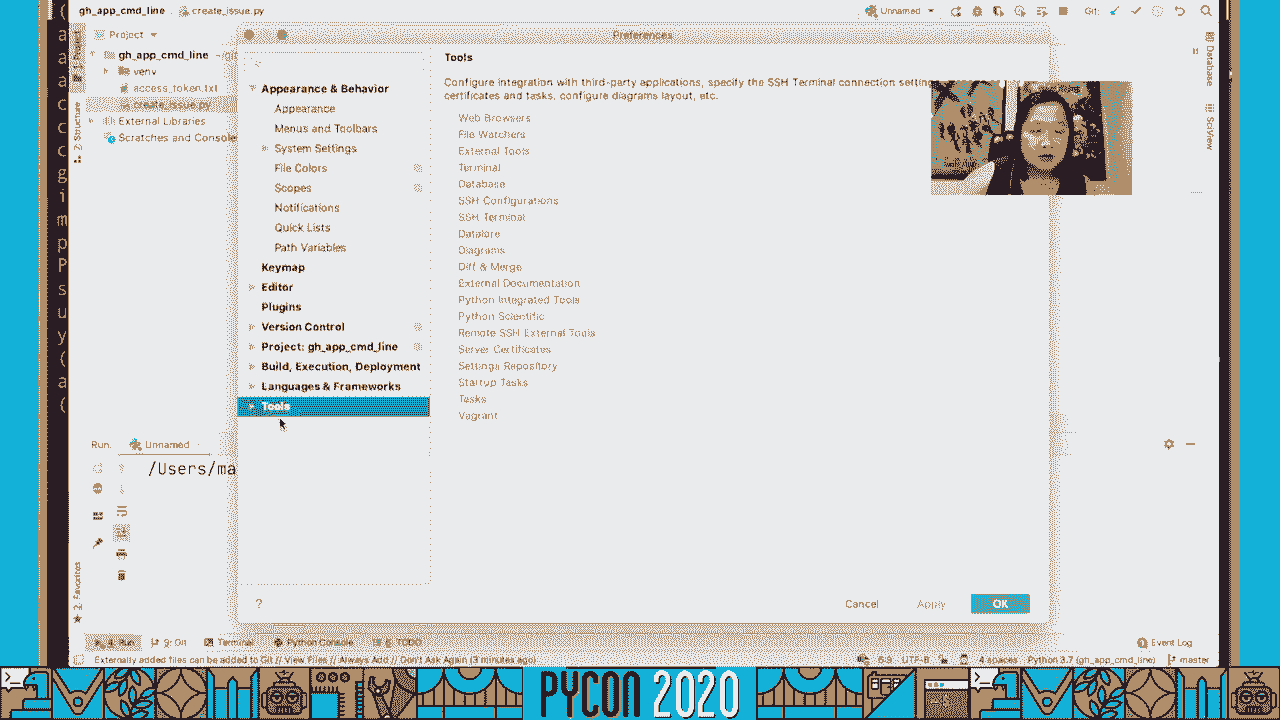 gh_app_cmd_line create_issue.py
Unnamed
Git:
Project
gh_app_cmd_line
venv
access_token.txt
create_issue.py
External Libraries
Scratches and Console
Preferences
Appearance & Behavior
Appearance
Menus and Toolbars
System Settings
File Colors
Scopes
Notifications
Quick Lists
Path Variables
Keymap
Editor
Plugins
Version Control
Project: gh_app_cmd_line
Build, Execution, Deployment
Languages & Frameworks
Tools
Tools
Configure integration with third-party applications, specify the SSH Terminal connection
certificates and tasks, configure diagrams layout, etc.
Web Browsers
File Watchers
External Tools
Terminal
Database
SSH Configurations
SSH Terminal
Datalore
Diagrams
Diff & Merge
External Documentation
Python Integrated Tools
Python Scientific
Remote SSH External Tools
Server Certificates
Settings Repository
Startup Tasks
Tasks
Vagrant
?
Cancel
Apply
OK
Database
SciView
Structure
2: Favorites
Run:
Unnamed
/Users/ma
4: Run
9: Git
Terminal
Python Console
6: TODO
Event Log
Externally added files can be added to Git // View Files // Always Add // Don't Ask Again (3 minutes ago)
UTF-8
4 spaces
Python 3.7 (gh_app_cmd_line)
master
PYCON 2020